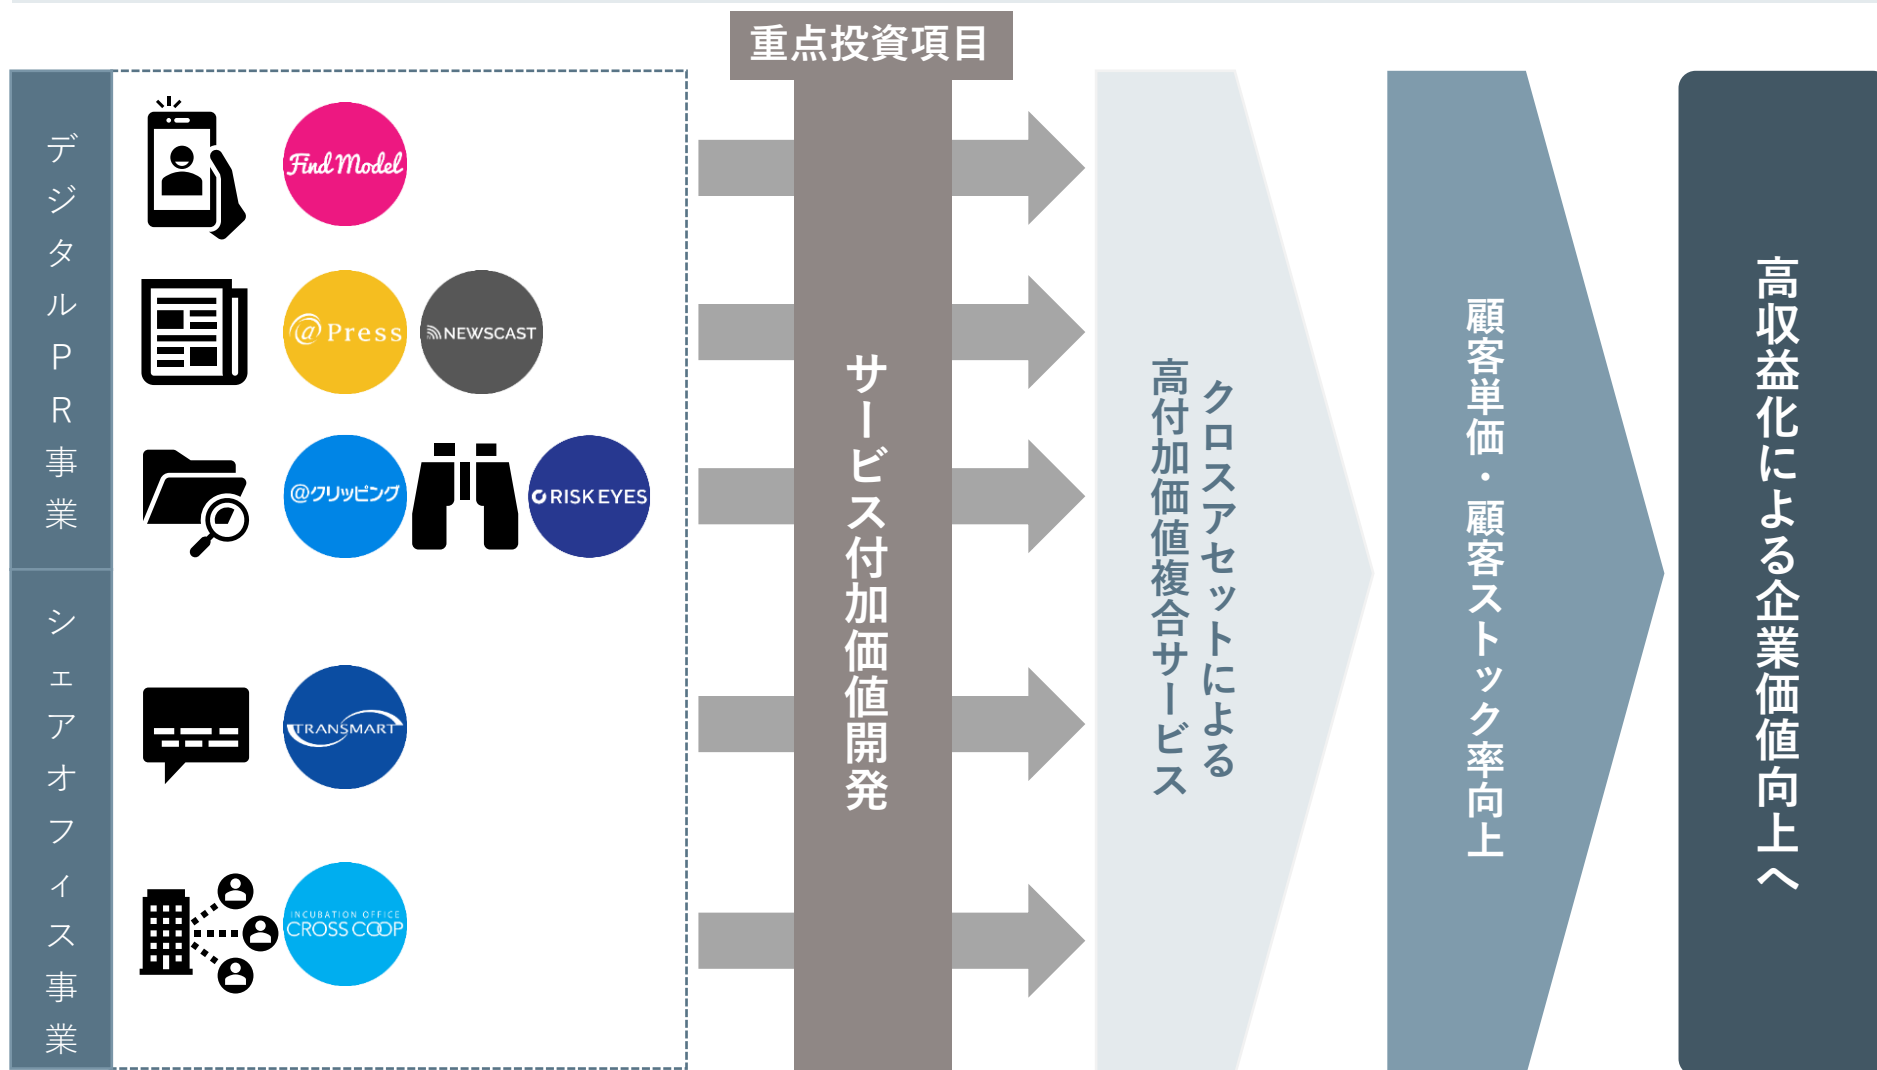 重点投資項目
デジタルPR事業
Find Model
@Press
NEWSCAST
@クリッピング
RISK EYES
シェアオフィス事業
TRANSMART
INCUBATION OFFICE
CROSS COOP
サービス付加価値開発
クロスアセットによる
高付加価値複合サービス
顧客単価・顧客ストック率向上
高収益化による企業価値向上へ